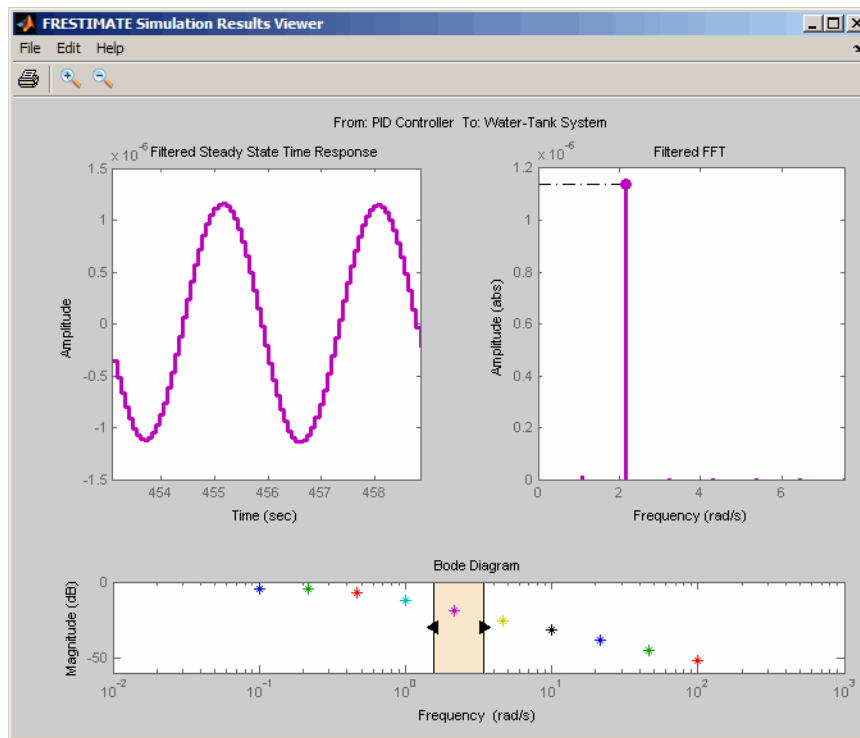 FRESTIMATE Simulation Results Viewer
File Edit Help
From: PID Controller To: Water-Tank System
x 10^-6 Filtered Steady State Time Response
1.5
1
0.5
0
-0.5
-1
-1.5
Amplitude
454 455 456 457 458
Time (sec)
x 10^-6 Filtered FFT
1.2
1
0.8
0.6
0.4
0.2
0
Amplitude (abs)
0 2 4 6
Frequency (rad/s)
Bode Diagram
0
-50
Magnitude (dB)
10^-2 10^-1 10^0 10^1 10^2 10^3
Frequency (rad/s)